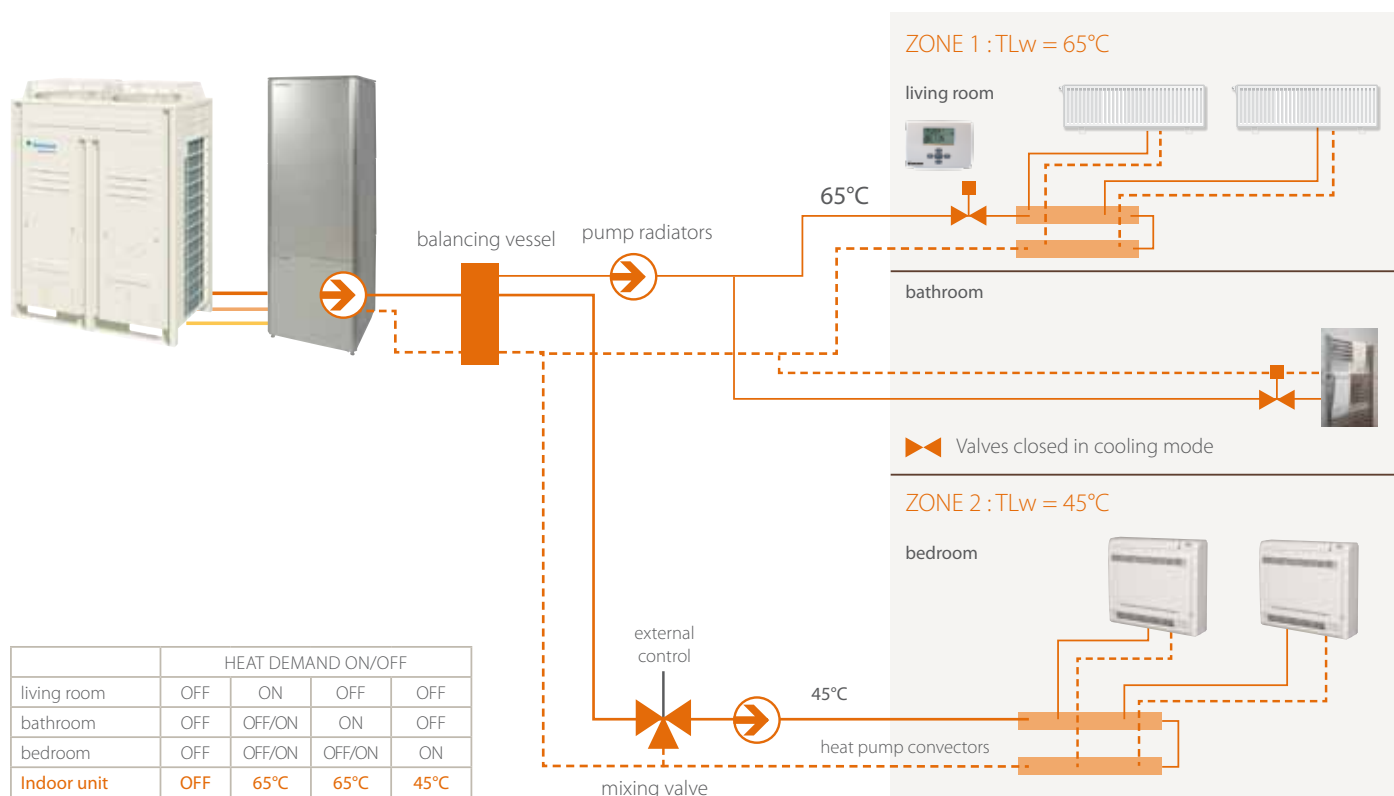 ZONE 1 : TLw = 65°C
living room
65°C
balancing vessel
pump radiators
bathroom
Valves closed in cooling mode
ZONE 2 : TLw = 45°C
bedroom
external
control
45°C
heat pump convectors
mixing valve
HEAT DEMAND ON/OFF
living room OFF ON OFF OFF
bathroom OFF OFF/ON ON OFF
bedroom OFF OFF/ON OFF/ON ON
Indoor unit OFF 65°C 65°C 45°C